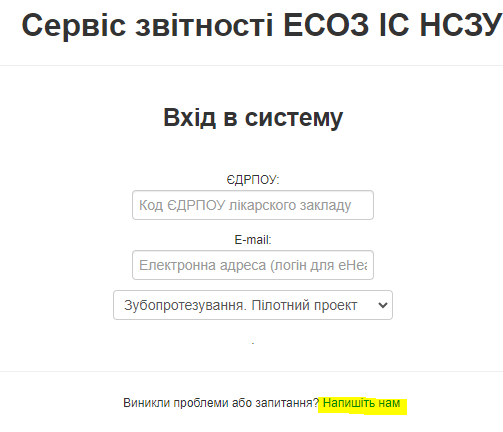 Сервіс звітності ЕСОЗ ІС НСЗУ
Вхід в систему
ЄДРПОУ:
Код ЄДРПОУ лікарского закладу
E-mail:
Електронна адреса (логін для eHea
Зубопротезування. Пілотний проект
.
Виникли проблеми або запитання? Напишіть нам